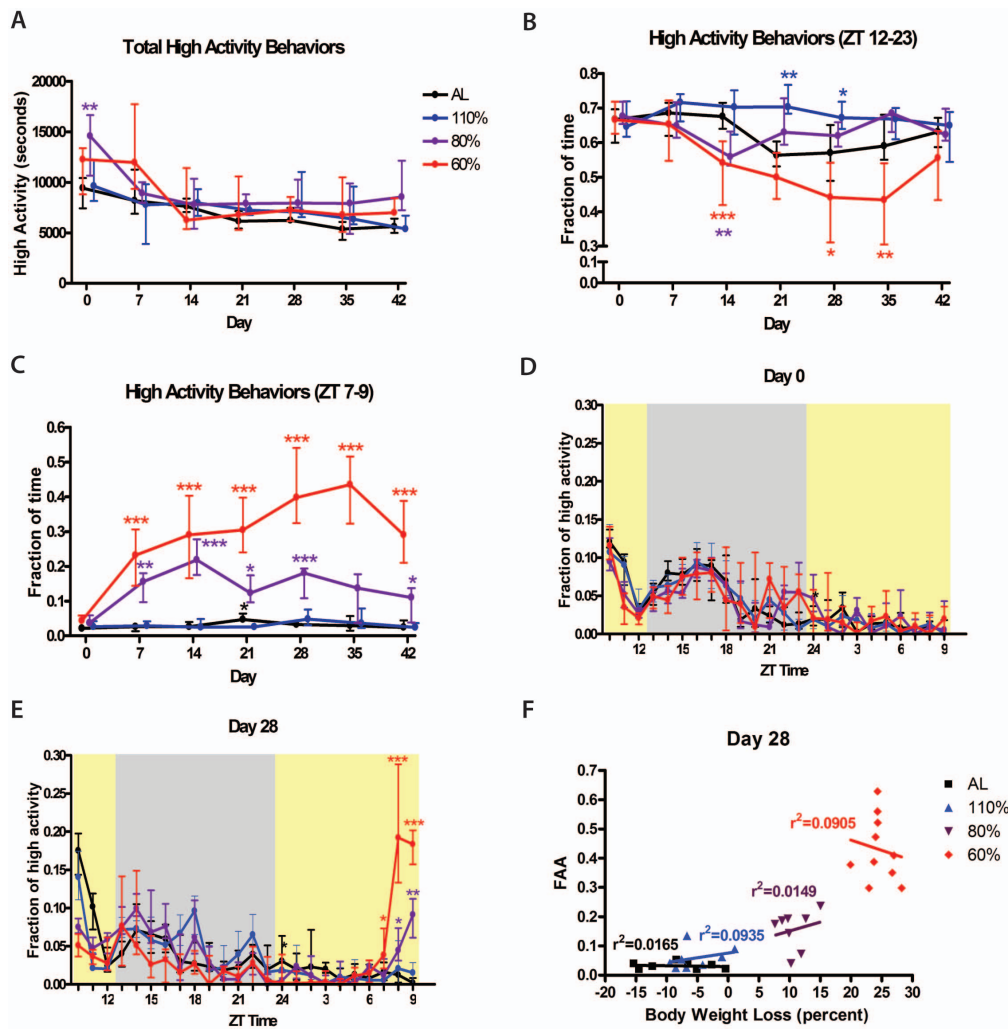 A
Total High Activity Behaviors
High Activity (seconds)
20000
15000
10000
5000
0
**
AL
110%
80%
60%
0 7 14 21 28 35 42
Day
B
High Activity Behaviors (ZT 12-23)
Fraction of time
0.8
0.7
0.6
0.5
0.4
0.3
0.1
0.0
** *
***
**
* **
0 7 14 21 28 35 42
Day
C
High Activity Behaviors (ZT 7-9)
Fraction of time
0.6
0.5
0.4
0.3
0.2
0.1
0.0
*** *** *** *** *** ***
** *** * *** *
*
0 7 14 21 28 35 42
Day
D
Day 0
Fraction of high activity
0.30
0.25
0.20
0.15
0.10
0.05
0.00
*
12 15 18 21 24 3 6 9
ZT Time
E
Day 28
Fraction of high activity
0.30
0.25
0.20
0.15
0.10
0.05
0.00
*** ***
* * **
*
12 15 18 21 24 3 6 9
ZT Time
F
Day 28
FAA
0.7
0.6
0.5
0.4
0.3
0.2
0.1
0.0
AL
110%
80%
60%
r²=0.0905
r²=0.0149
r²=0.0935
r²=0.0165
-20 -15 -10 -5 0 5 10 15 20 25 30
Body Weight Loss (percent)